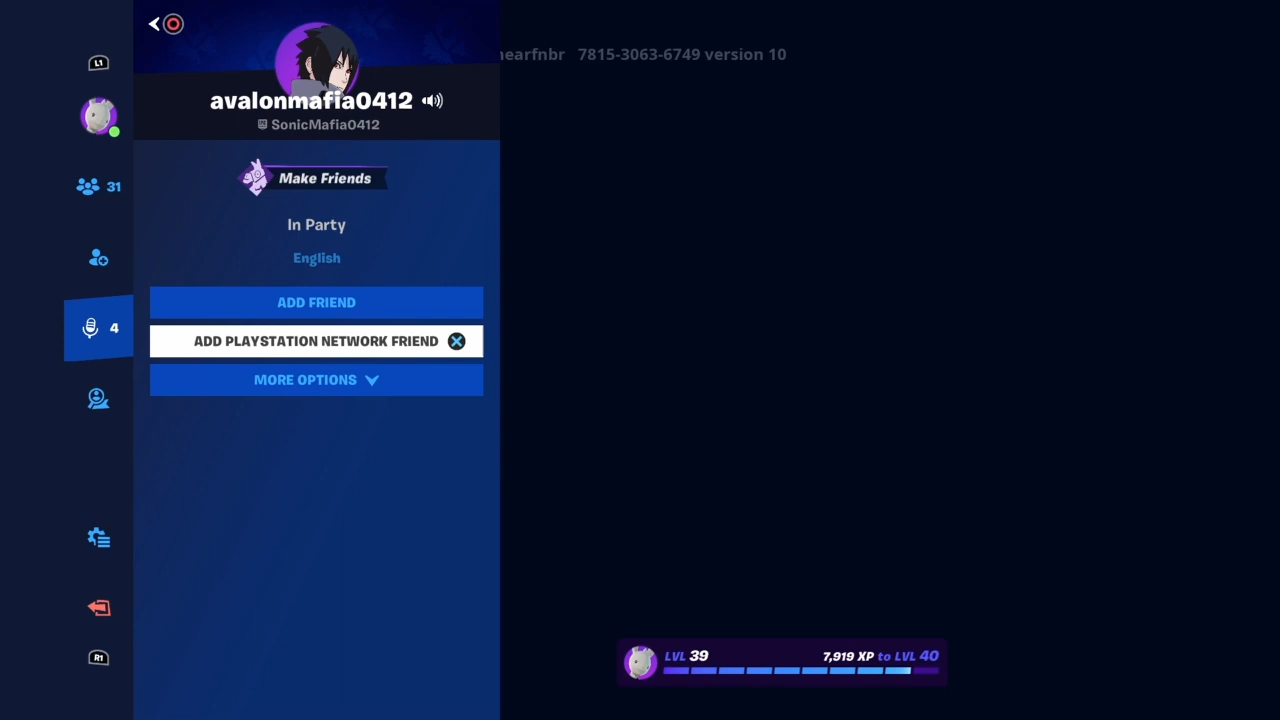 L1
avalonmafia0412
SonicMafia0412
Make Friends
In Party
English
ADD FRIEND
ADD PLAYSTATION NETWORK FRIEND
MORE OPTIONS
31
4
R1
7815-3063-6749 version 10
LVL 39
7,919 XP to LVL 40